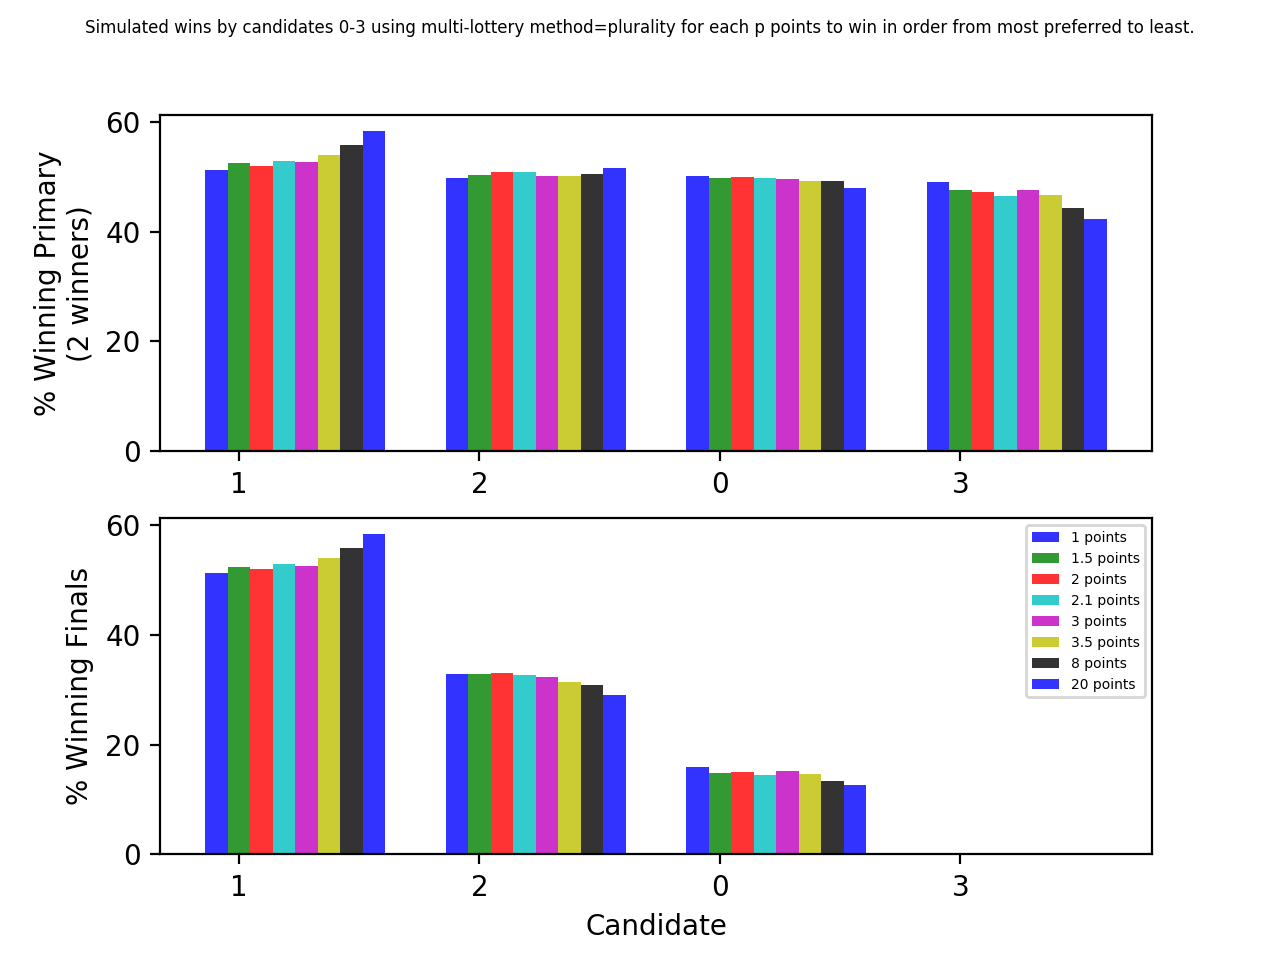 Simulated wins by candidates 0-3 using multi-lottery method=plurality for each p points to win in order from most preferred to least.
% Winning Primary
(2 winners)
60
40
20
0
1 2 0 3
% Winning Finals
60
40
20
0
1 points
1.5 points
2 points
2.1 points
3 points
3.5 points
8 points
20 points
1 2 0 3
Candidate